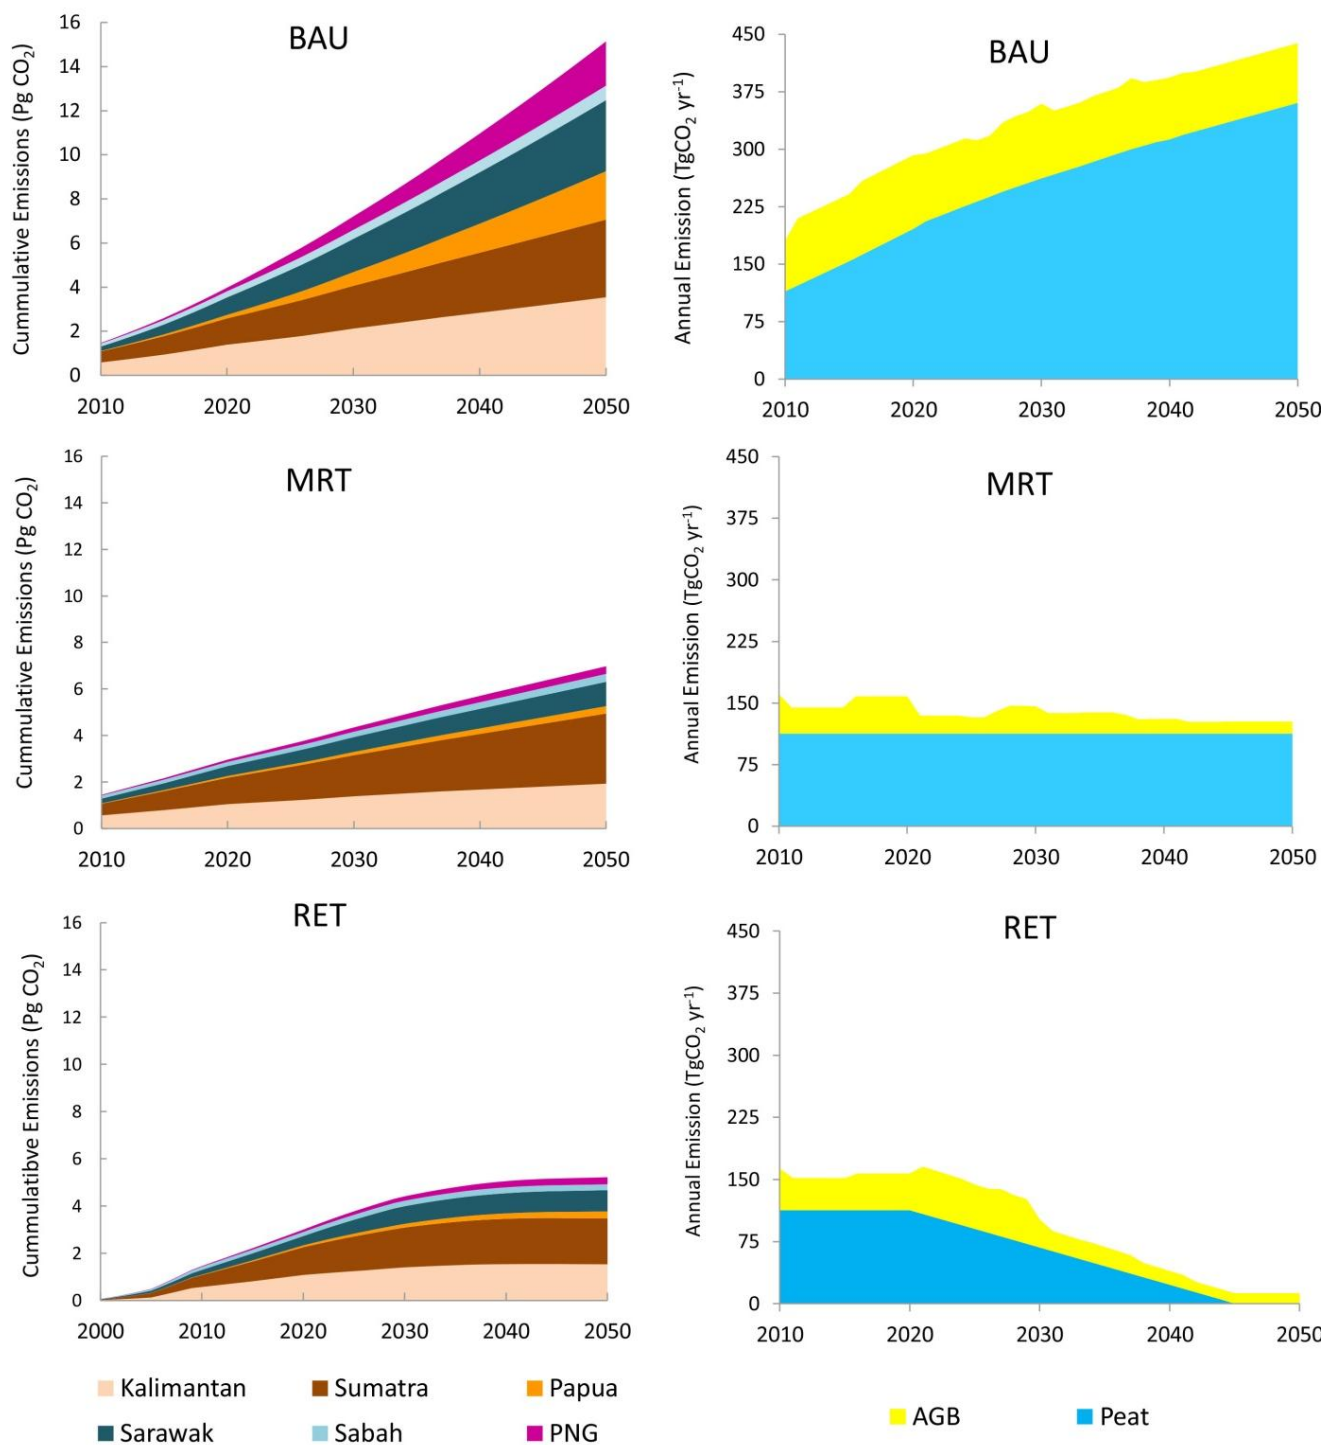 BAU
Cummulative Emissions (Pg CO₂)
16
14
12
10
8
6
4
2
0
2010 2020 2030 2040 2050
BAU
Annual Emission (TgCO₂ yr⁻¹)
450
375
300
225
150
75
0
2010 2020 2030 2040 2050
MRT
Cummulative Emissions (Pg CO₂)
16
14
12
10
8
6
4
2
0
2010 2020 2030 2040 2050
MRT
Annual Emission (TgCO₂ yr⁻¹)
450
375
300
225
150
75
0
2010 2020 2030 2040 2050
RET
Cummulatibve Emissions (Pg CO₂)
16
14
12
10
8
6
4
2
0
2000 2010 2020 2030 2040 2050
RET
Annual Emission (TgCO₂ yr⁻¹)
450
375
300
225
150
75
0
2010 2020 2030 2040 2050
Kalimantan Sumatra Papua
Sarawak Sabah PNG
AGB Peat